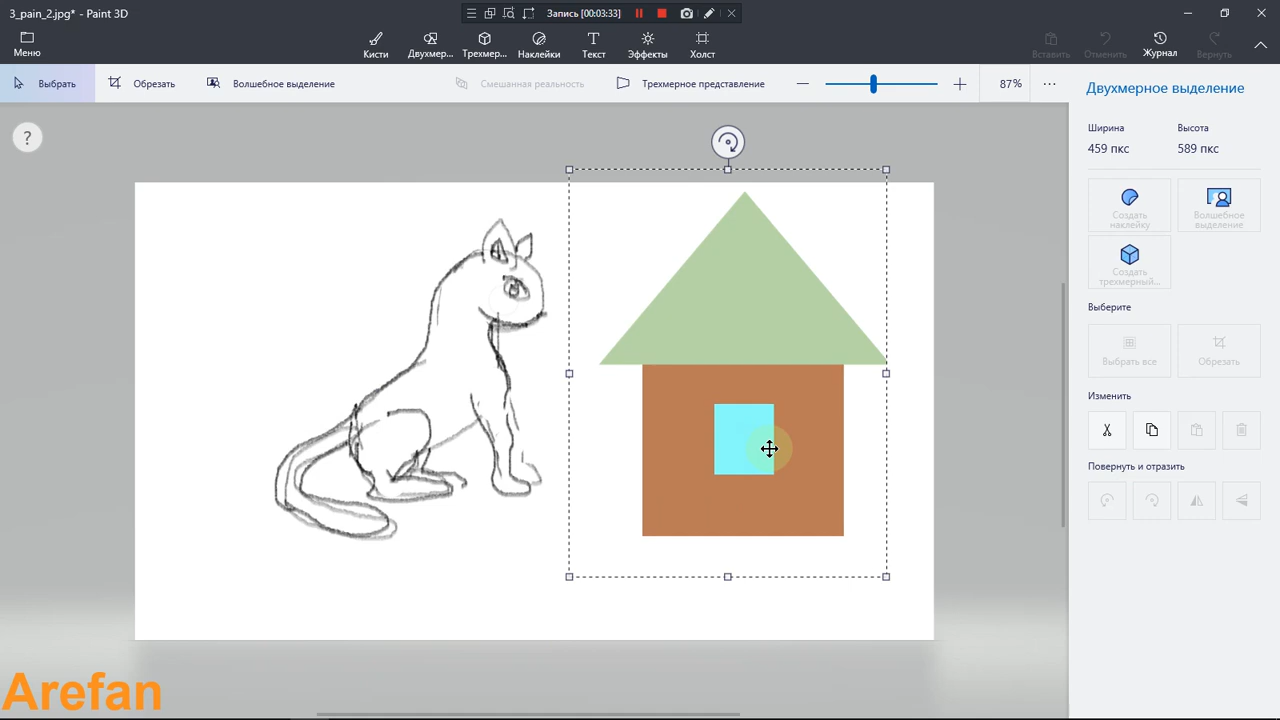 3_pain_2.jpg* - Paint 3D
Запись [00:03:33]
Меню
Кисти
Двухмер...
Трехмер...
Наклейки
Текст
Эффекты
Холст
Вставить
Отменить
Журнал
Вернуть
Выбрать
Обрезать
Волшебное выделение
Смешанная реальность
Трехмерное представление
87%
Двухмерное выделение
?
Ширина
Высота
459 пкс
589 пкс
Создать
наклейку
Волшебное
выделение
Создать
трехмерный...
Выберите
Выбрать все
Обрезать
Изменить
Повернуть и отразить
Arefan